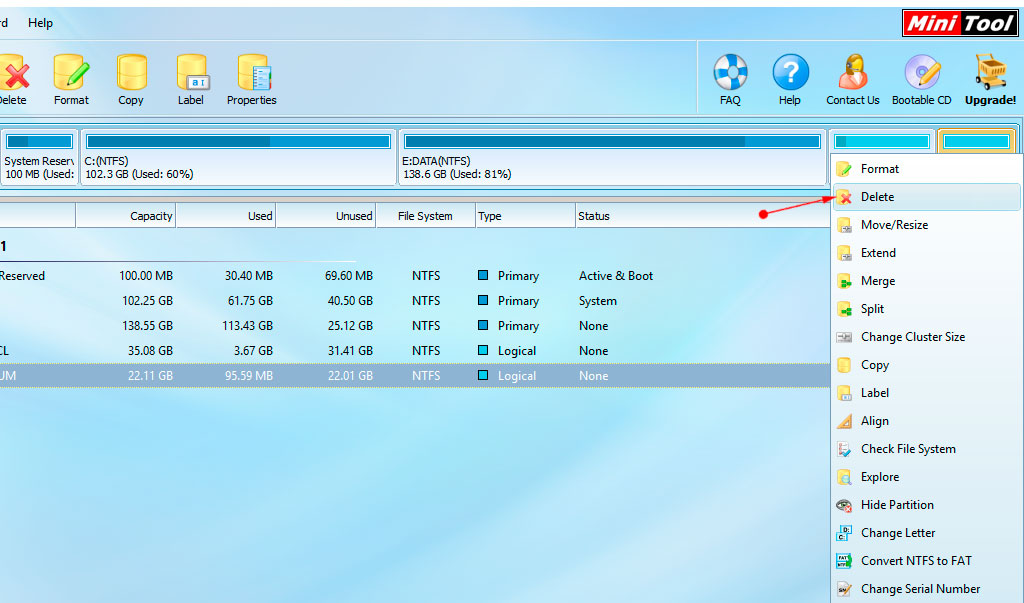 rd Help
Mini Tool
Delete Format Copy Label Properties FAQ Help Contact Us Bootable CD Upgrade!
System Reserv C:(NTFS) E:DATA(NTFS)
100 MB (Used: 102.3 GB (Used: 60%) 138.6 GB (Used: 81%)
Capacity Used Unused File System Type Status
1
Reserved 100.00 MB 30.40 MB 69.60 MB NTFS Primary Active & Boot
102.25 GB 61.75 GB 40.50 GB NTFS Primary System
138.55 GB 113.43 GB 25.12 GB NTFS Primary None
CL 35.08 GB 3.67 GB 31.41 GB NTFS Logical None
UM 22.11 GB 95.59 MB 22.01 GB NTFS Logical None
Format
Delete
Move/Resize
Extend
Merge
Split
Change Cluster Size
Copy
Label
Align
Check File System
Explore
Hide Partition
Change Letter
Convert NTFS to FAT
Change Serial Number